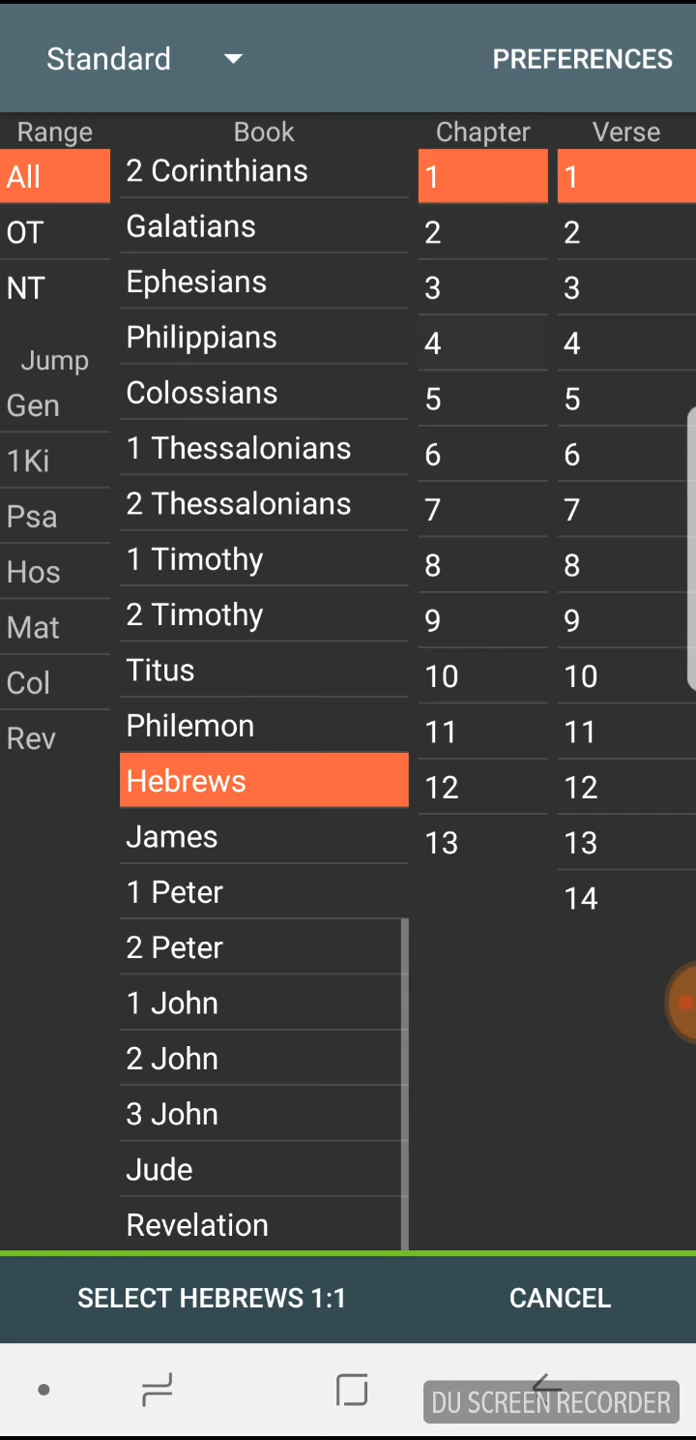 Standard
PREFERENCES
Range
Book
Chapter
Verse
All
OT
NT
Jump
Gen
1Ki
Psa
Hos
Mat
Col
Rev
2 Corinthians
Galatians
Ephesians
Philippians
Colossians
1 Thessalonians
2 Thessalonians
1 Timothy
2 Timothy
Titus
Philemon
Hebrews
James
1 Peter
2 Peter
1 John
2 John
3 John
Jude
Revelation
1
2
3
4
5
6
7
8
9
10
11
12
13
1
2
3
4
5
6
7
8
9
10
11
12
13
14
SELECT HEBREWS 1:1
CANCEL
DU SCREEN RECORDER